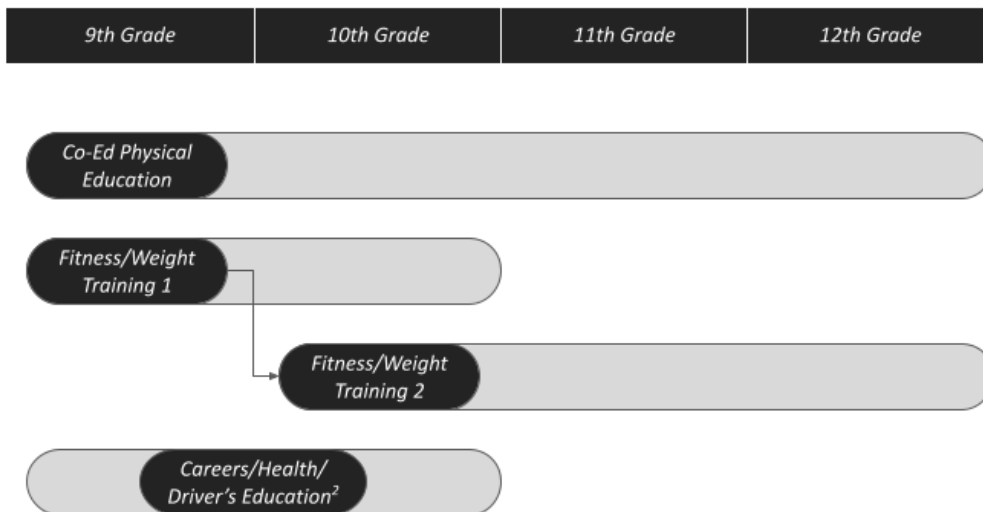 9th Grade
10th Grade
11th Grade
12th Grade
Co-Ed Physical
Education
Fitness/Weight
Training 1
Fitness/Weight
Training 2
Careers/Health/
Driver's Education²